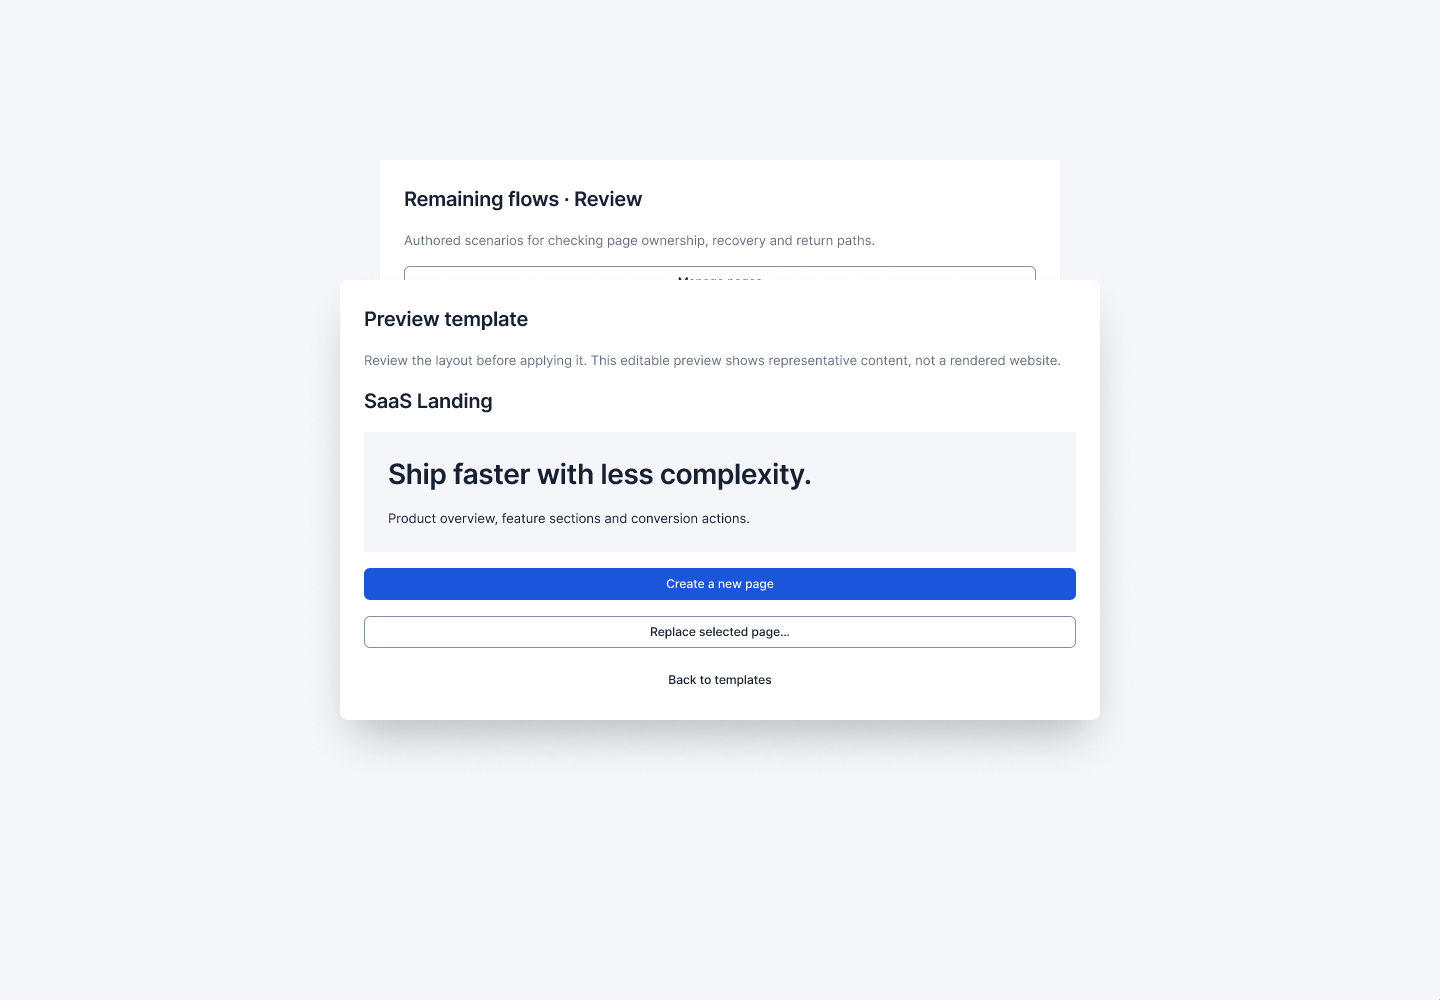 Remaining flows · Review
Authored scenarios for checking page ownership, recovery and return paths.
Preview template
Review the layout before applying it. This editable preview shows representative content, not a rendered website.
SaaS Landing
Ship faster with less complexity.
Product overview, feature sections and conversion actions.
Create a new page
Replace selected page...
Back to templates